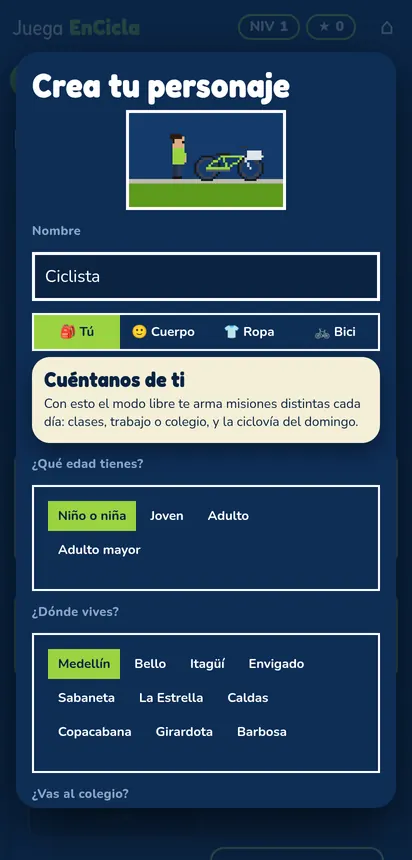 Juega EnCicla
NIV 1
★ 0
Crea tu personaje
Nombre
Ciclista
🎒 Tú
🙂 Cuerpo
👕 Ropa
🚲 Bici
Cuéntanos de ti
Con esto el modo libre te arma misiones distintas cada
día: clases, trabajo o colegio, y la ciclovía del domingo.
¿Qué edad tienes?
Niño o niña Joven Adulto
Adulto mayor
¿Dónde vives?
Medellín Bello Itagüí Envigado
Sabaneta La Estrella Caldas
Copacabana Girardota Barbosa
¿Vas al colegio?